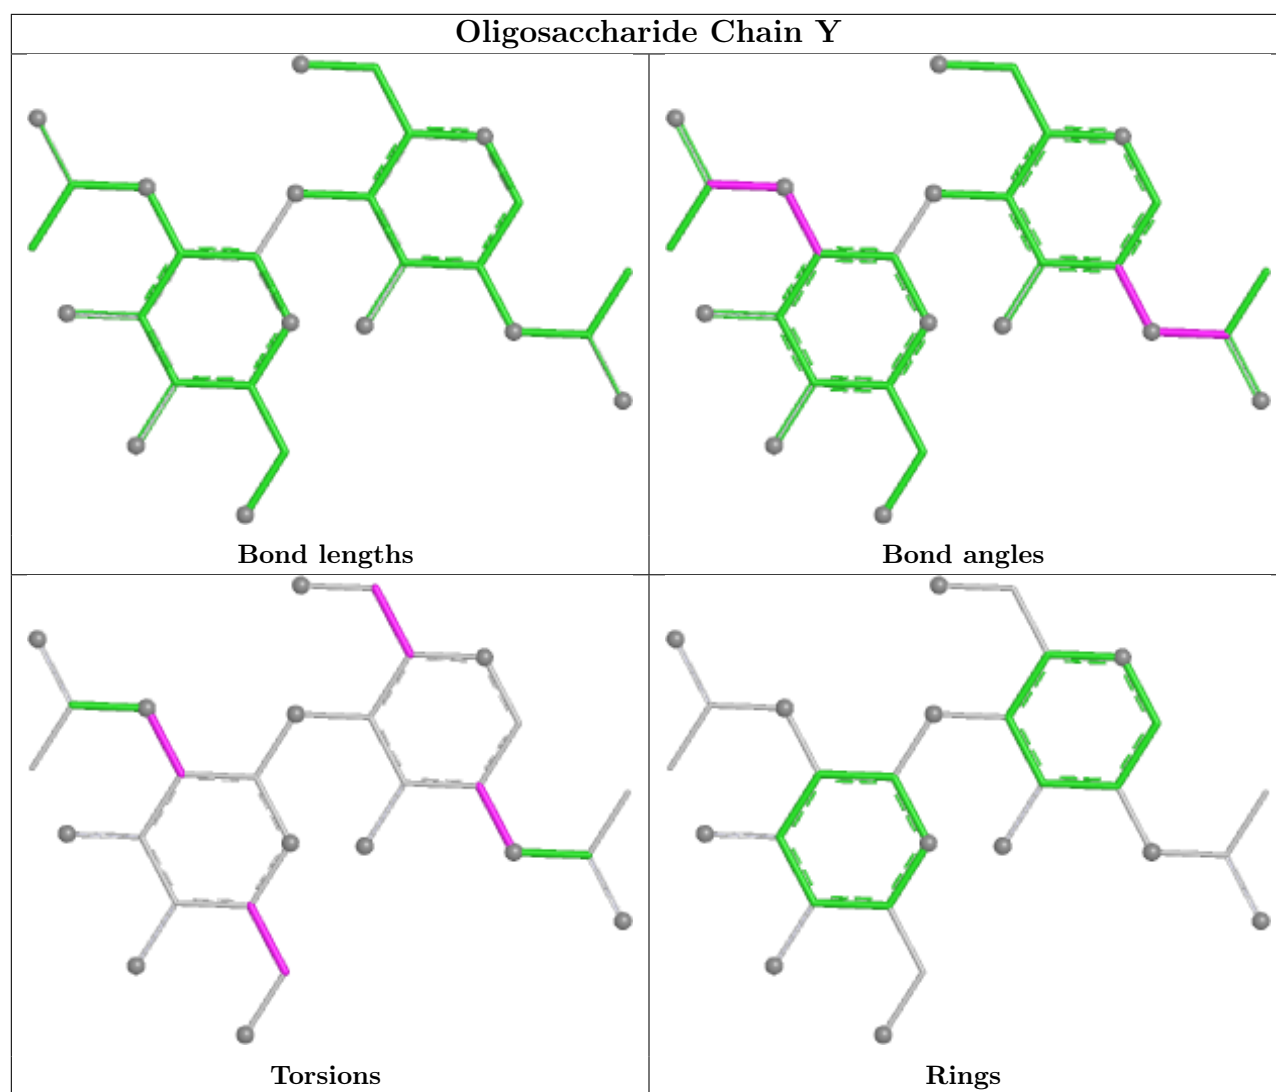 Oligosaccharide Chain Y
Bond lengths
Bond angles
Torsions
Rings